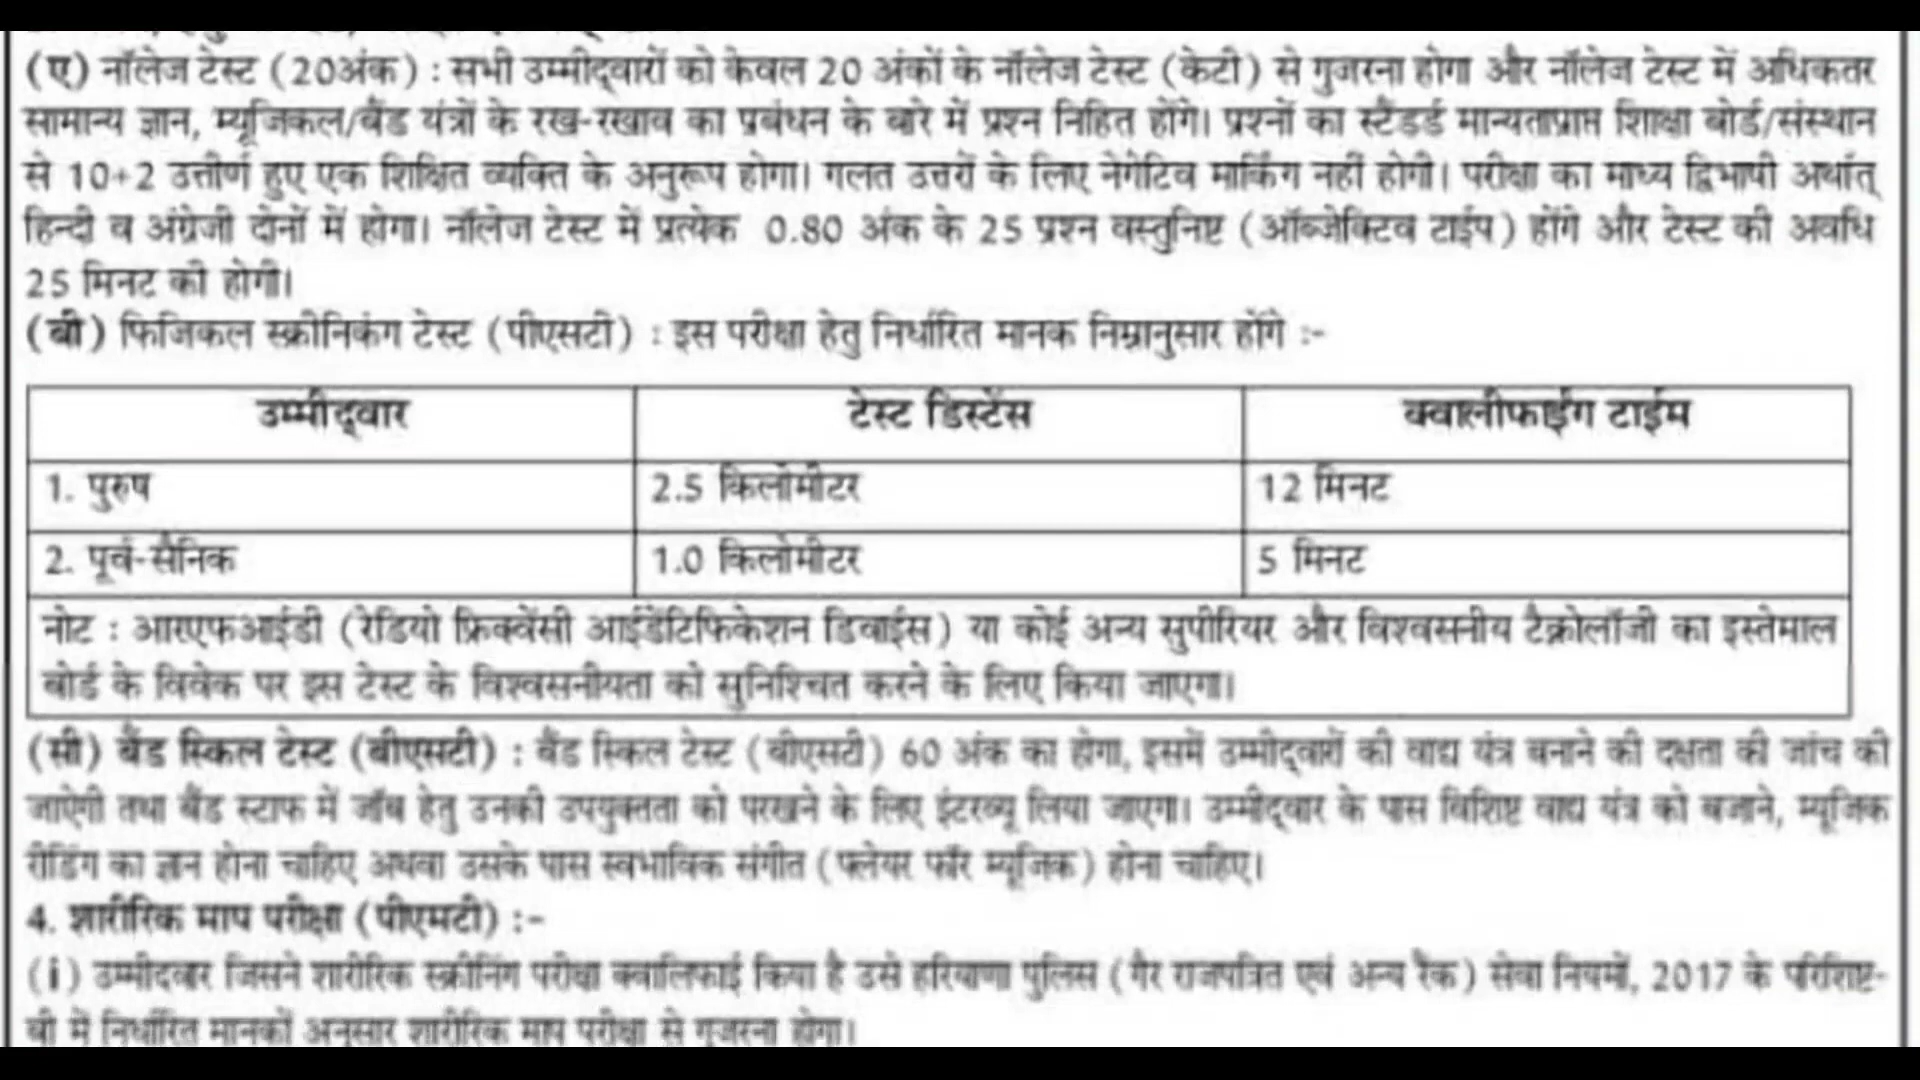 (ए) नॉलेज टेस्ट (20अंक) : सभी उम्मीद्वारों को केवल 20 अंकों के नॉलेज टेस्ट (केटी) से गुजरना होगा और नॉलेज टेस्ट में अधिकतर
सामान्य ज्ञान, म्यूजिकल/बैंड यंत्रों के रख-रखाव का प्रबंधन के बारे में प्रश्न निहित होंगे। प्रश्नों का स्टैंडर्ड मान्यताप्राप्त शिक्षा बोर्ड/संस्थान
से 10+2 उत्तीर्ण हुए एक शिक्षित व्यक्ति के अनुरूप होगा। गलत उत्तरों के लिए नेगेटिव मार्किंग नहीं होगी। परीक्षा का माध्य द्विभाषी अर्थात्
हिन्दी व अंग्रेजी दोनों में होगा। नॉलेज टेस्ट में प्रत्येक 0.80 अंक के 25 प्रश्न वस्तुनिष्ट (ऑब्जेक्टिव टाईप) होंगे और टेस्ट की अवधि
25 मिनट की होगी।
(बी) फिजिकल स्क्रीनिकंग टेस्ट (पीएसटी) : इस परीक्षा हेतु निर्धारित मानक निम्नानुसार होंगे :-
उम्मीद्वार टेस्ट डिस्टेंस क्वालीफाईंग टाईम
1. पुरुष 2.5 किलोमीटर 12 मिनट
2. पूर्व-सैनिक 1.0 किलोमीटर 5 मिनट
नोट : आरएफआईडी (रेडियो फ्रिक्वेंसी आईडेंटिफिकेशन डिवाईस) या कोई अन्य सुपीरियर और विश्वसनीय टैक्नोलॉजी का इस्तेमाल
बोर्ड के विवेक पर इस टेस्ट के विश्वसनीयता को सुनिश्चित करने के लिए किया जाएगा।
(सी) बैंड स्किल टेस्ट (बीएसटी) : बैंड स्किल टेस्ट (बीएसटी) 60 अंक का होगा, इसमें उम्मीद्वारों की वाद्य यंत्र बनाने की दक्षता की जांच की
जाऐगी तथा बैंड स्टाफ में जॉब हेतु उनकी उपयुक्तता को परखने के लिए इंटरव्यू लिया जाएगा। उम्मीद्वार के पास विशिष्ट वाद्य यंत्र को बजाने, म्यूजिक
रीडिंग का ज्ञान होना चाहिए अथवा उसके पास स्वभाविक संगीत (फ्लेयर फॉर म्यूजिक) होना चाहिए।
4. शारीरिक माप परीक्षा (पीएमटी) :-
(i) उम्मीदवार जिसने शारीरिक स्क्रीनिंग परीक्षा क्वालिफाई किया है उसे हरियाणा पुलिस (गैर राजपत्रित एवं अन्य रैंक) सेवा नियमों, 2017 के परिशिष्ट-
बी में निर्धारित मानकों अनुसार शारीरिक माप परीक्षा से गुजरना होगा।